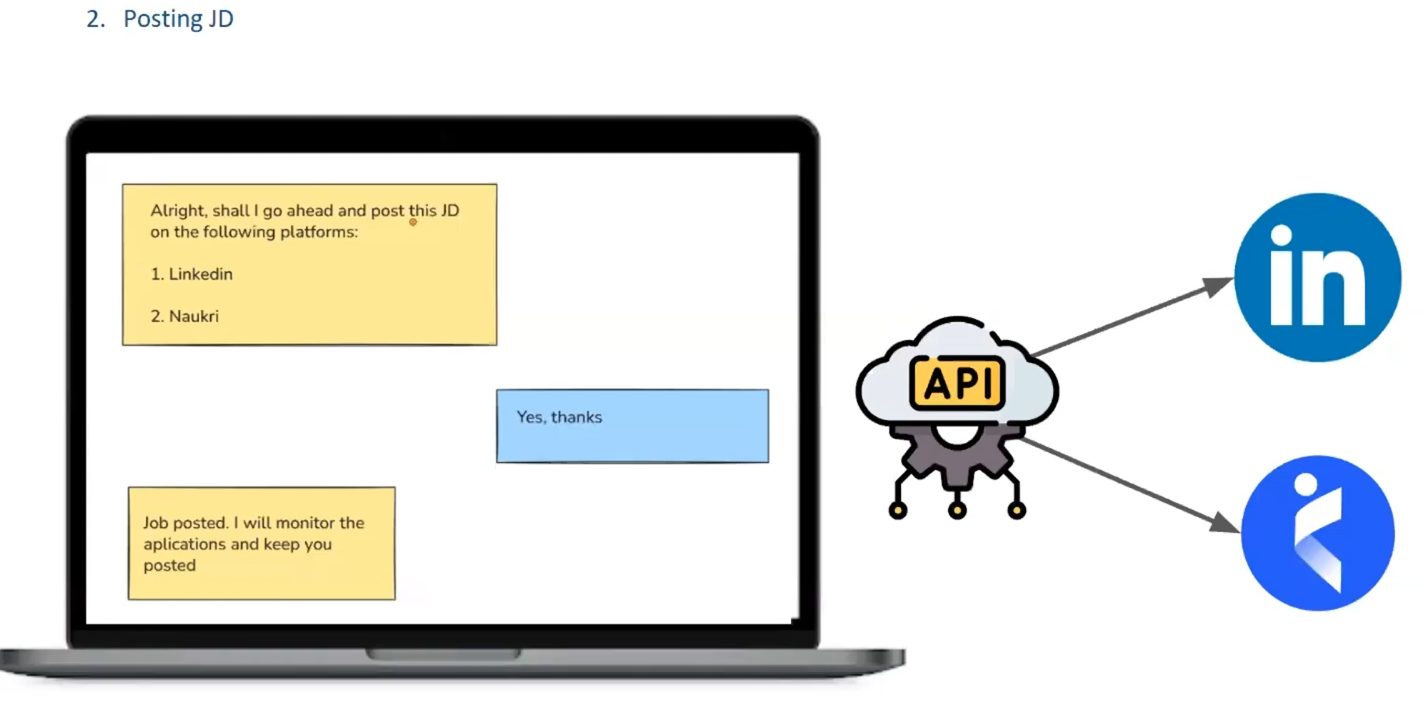 2. Posting JD
Alright, shall I go ahead and post this JD
on the following platforms:
1. Linkedin
2. Naukri
Yes, thanks
Job posted. I will monitor the
aplications and keep you
posted
API
in